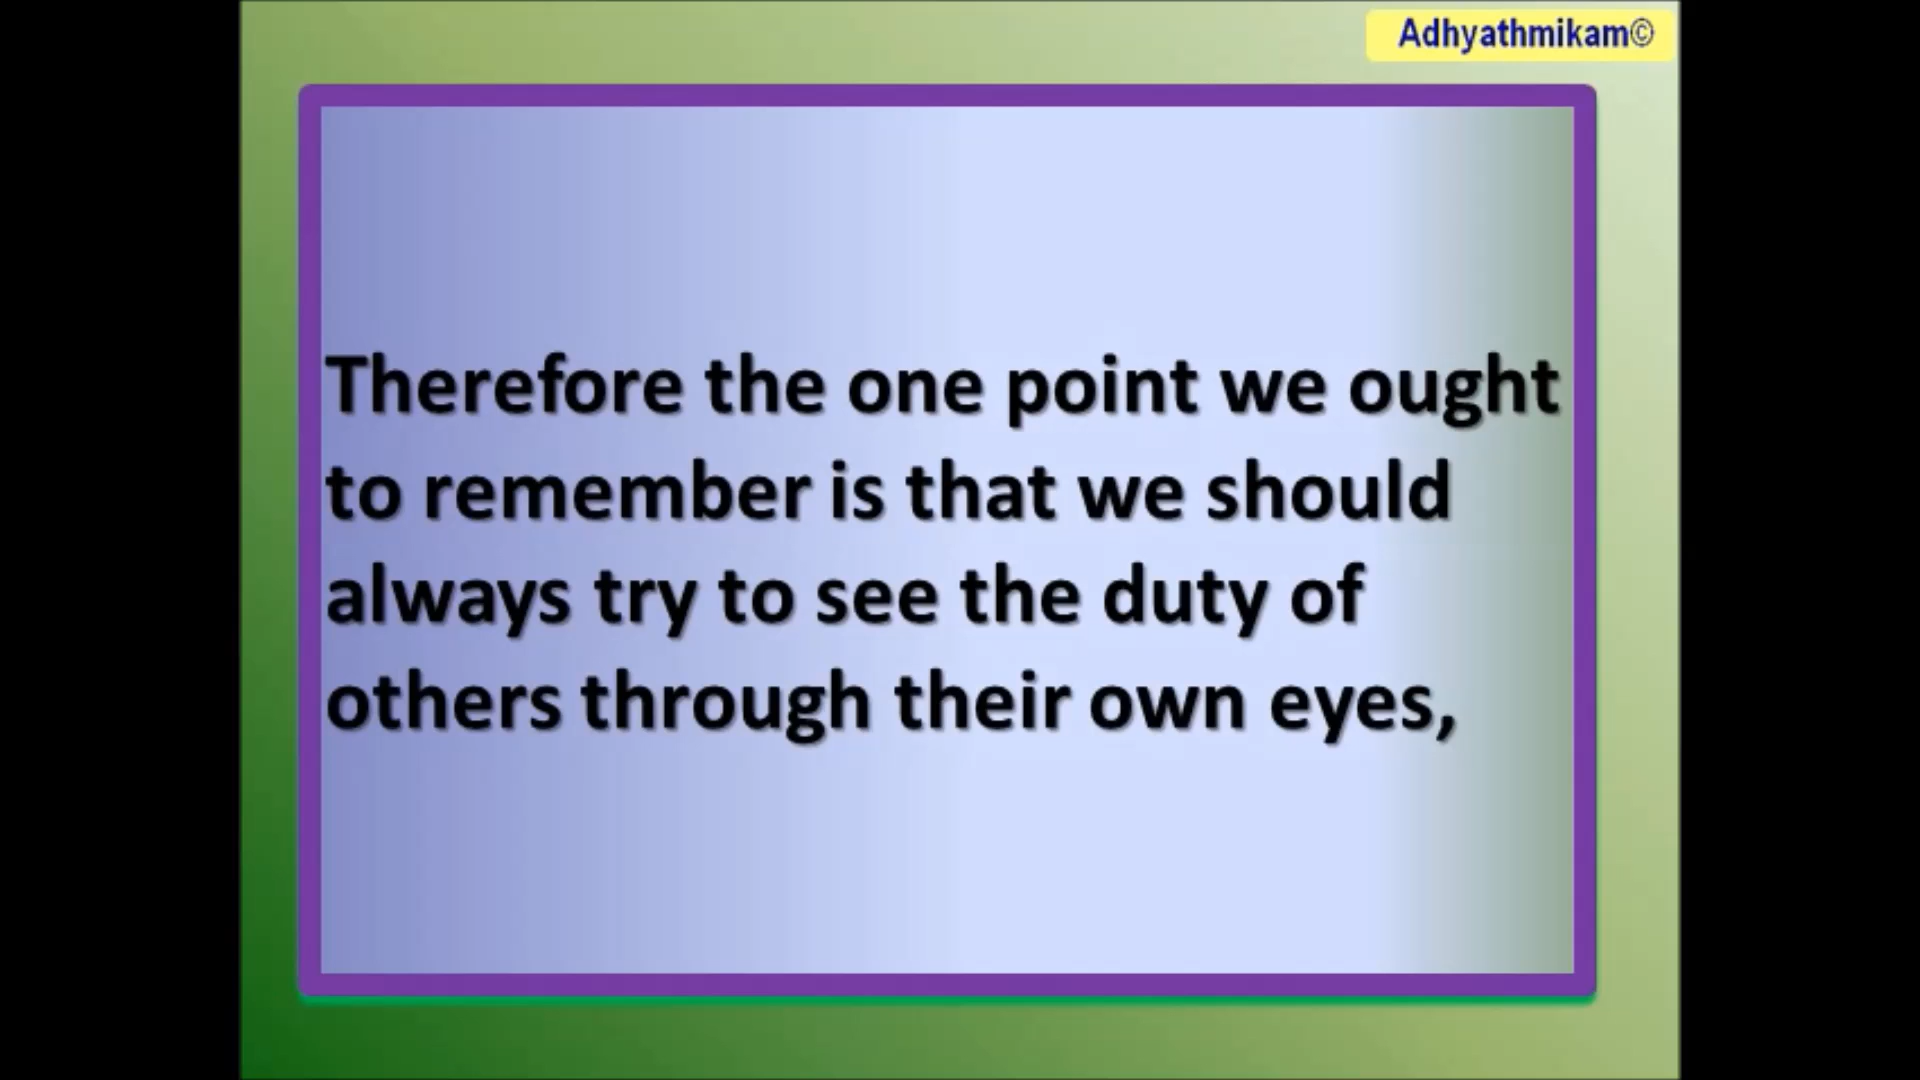 Adhyathmikam©
Therefore the one point we ought
to remember is that we should
always try to see the duty of
others through their own eyes,